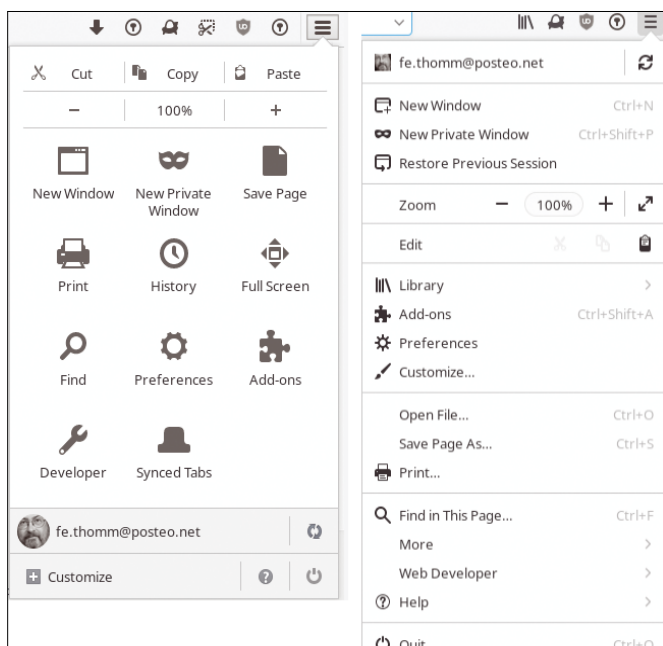 Cut Copy Paste
− 100% +
New Window New Private Window Save Page
Print History Full Screen
Find Preferences Add-ons
Developer Synced Tabs
fe.thomm@posteo.net
Customize
fe.thomm@posteo.net
New Window Ctrl+N
New Private Window Ctrl+Shift+P
Restore Previous Session
Zoom − 100% +
Edit
Library >
Add-ons Ctrl+Shift+A
Preferences
Customize...
Open File... Ctrl+O
Save Page As... Ctrl+S
Print...
Find in This Page... Ctrl+F
More >
Web Developer >
Help >
Quit Ctrl+Q